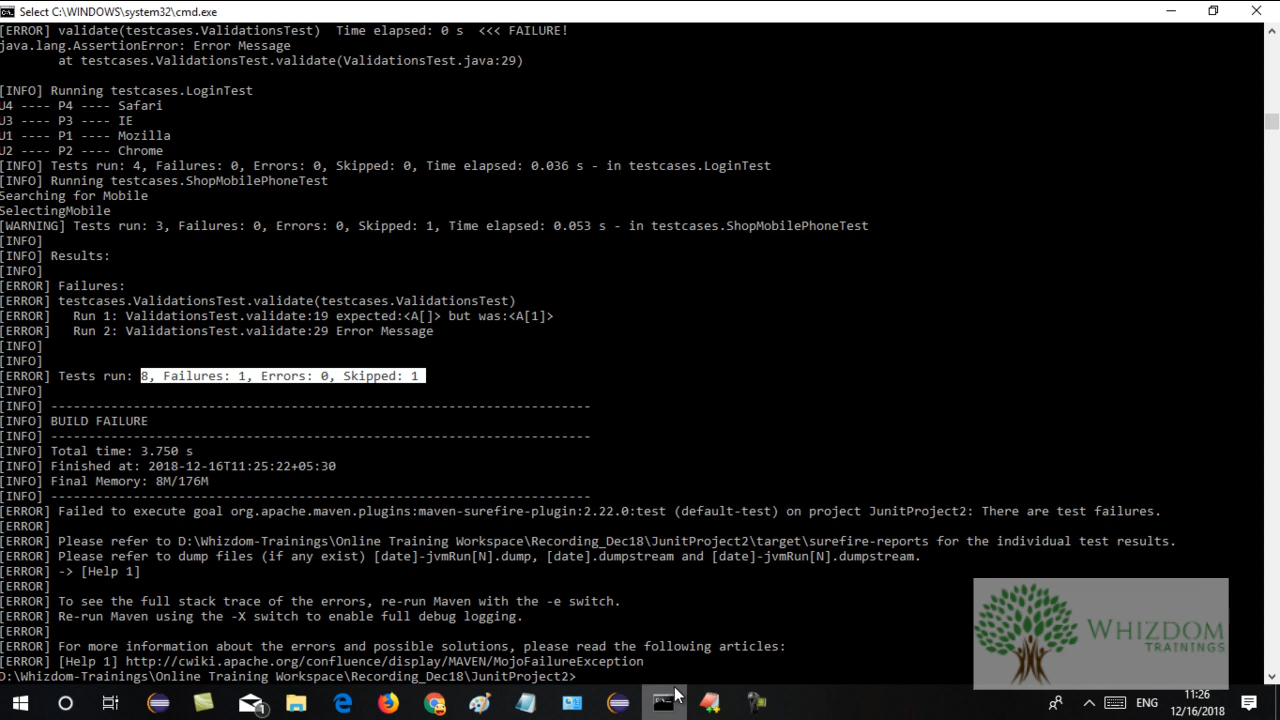 Select C:\WINDOWS\system32\cmd.exe
[ERROR] validate(testcases.ValidationsTest)  Time elapsed: 0 s  <<< FAILURE!
java.lang.AssertionError: Error Message
        at testcases.ValidationsTest.validate(ValidationsTest.java:29)
[INFO] Running testcases.LoginTest
U4 ---- P4 ---- Safari
U3 ---- P3 ---- IE
U1 ---- P1 ---- Mozilla
U2 ---- P2 ---- Chrome
[INFO] Tests run: 4, Failures: 0, Errors: 0, Skipped: 0, Time elapsed: 0.036 s - in testcases.LoginTest
[INFO] Running testcases.ShopMobilePhoneTest
Searching for Mobile
SelectingMobile
[WARNING] Tests run: 3, Failures: 0, Errors: 0, Skipped: 1, Time elapsed: 0.053 s - in testcases.ShopMobilePhoneTest
[INFO]
[INFO] Results:
[INFO]
[ERROR] Failures:
[ERROR] testcases.ValidationsTest.validate(testcases.ValidationsTest)
[ERROR]   Run 1: ValidationsTest.validate:19 expected:<A[]> but was:<A[1]>
[ERROR]   Run 2: ValidationsTest.validate:29 Error Message
[INFO]
[INFO]
[ERROR] Tests run: 8, Failures: 1, Errors: 0, Skipped: 1
[INFO]
[INFO] ------------------------------------------------------------------------
[INFO] BUILD FAILURE
[INFO] ------------------------------------------------------------------------
[INFO] Total time: 3.750 s
[INFO] Finished at: 2018-12-16T11:25:22+05:30
[INFO] Final Memory: 8M/176M
[INFO] ------------------------------------------------------------------------
[ERROR] Failed to execute goal org.apache.maven.plugins:maven-surefire-plugin:2.22.0:test (default-test) on project JunitProject2: There are test failures.
[ERROR]
[ERROR] Please refer to D:\Whizdom-Trainings\Online Training Workspace\Recording_Dec18\JunitProject2\target\surefire-reports for the individual test results.
[ERROR] Please refer to dump files (if any exist) [date]-jvmRun[N].dump, [date].dumpstream and [date]-jvmRun[N].dumpstream.
[ERROR] -> [Help 1]
[ERROR]
[ERROR] To see the full stack trace of the errors, re-run Maven with the -e switch.
[ERROR] Re-run Maven using the -X switch to enable full debug logging.
[ERROR]
[ERROR] For more information about the errors and possible solutions, please read the following articles:
[ERROR] [Help 1] http://cwiki.apache.org/confluence/display/MAVEN/MojoFailureException
D:\Whizdom-Trainings\Online Training Workspace\Recording_Dec18\JunitProject2>
WHIZDOM
TRAININGS
1
ENG
11:26
12/16/2018